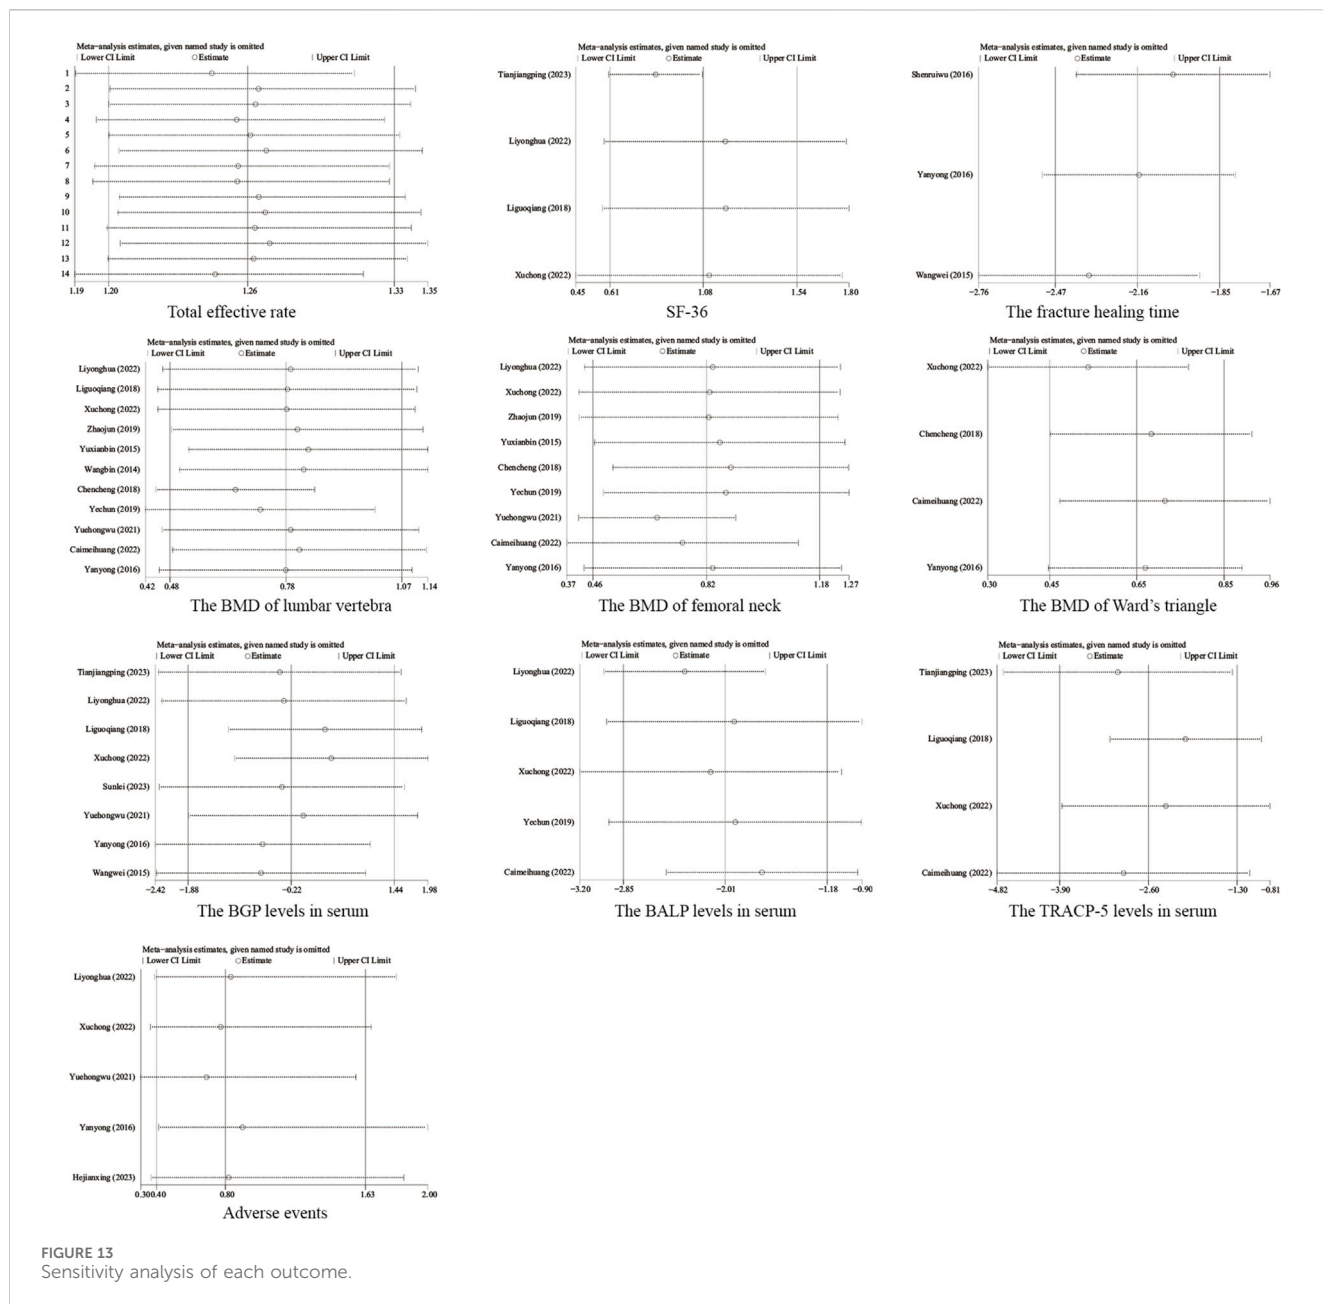 Meta-analysis estimates, given named study is omitted
Lower CI Limit Estimate Upper CI Limit
1
2
3
4
5
6
7
8
9
10
11
12
13
14
1.19 1.20 1.26 1.33 1.35
Total effective rate
Meta-analysis estimates, given named study is omitted
Lower CI Limit Estimate Upper CI Limit
Tianjiangping (2023)
Liyonghua (2022)
Liguoqiang (2018)
Xuchong (2022)
0.45 0.61 1.08 1.54 1.80
SF-36
Meta-analysis estimates, given named study is omitted
Lower CI Limit Estimate Upper CI Limit
Shenruiwu (2016)
Yanyong (2016)
Wangwei (2015)
-2.76 -2.47 -2.16 -1.85 -1.67
The fracture healing time
Meta-analysis estimates, given named study is omitted
Lower CI Limit Estimate Upper CI Limit
Liyonghua (2022)
Liguoqiang (2018)
Xuchong (2022)
Zhaojun (2019)
Yuxianbin (2015)
Wangbin (2014)
Chencheng (2018)
Yechun (2019)
Yuehongwu (2021)
Caimeihuang (2022)
Yanyong (2016)
0.42 0.48 0.78 1.07 1.14
The BMD of lumbar vertebra
Meta-analysis estimates, given named study is omitted
Lower CI Limit Estimate Upper CI Limit
Liyonghua (2022)
Xuchong (2022)
Zhaojun (2019)
Yuxianbin (2015)
Chencheng (2018)
Yechun (2019)
Yuehongwu (2021)
Caimeihuang (2022)
Yanyong (2016)
0.37 0.46 0.82 1.18 1.27
The BMD of femoral neck
Meta-analysis estimates, given named study is omitted
Lower CI Limit Estimate Upper CI Limit
Xuchong (2022)
Chencheng (2018)
Caimeihuang (2022)
Yanyong (2016)
0.30 0.45 0.65 0.85 0.96
The BMD of Ward's triangle
Meta-analysis estimates, given named study is omitted
Lower CI Limit Estimate Upper CI Limit
Tianjiangping (2023)
Liyonghua (2022)
Liguoqiang (2018)
Xuchong (2022)
Sunlei (2023)
Yuehongwu (2021)
Yanyong (2016)
Wangwei (2015)
-2.42 -1.88 -0.22 1.44 1.98
The BGP levels in serum
Meta-analysis estimates, given named study is omitted
Lower CI Limit Estimate Upper CI Limit
Liyonghua (2022)
Liguoqiang (2018)
Xuchong (2022)
Yechun (2019)
Caimeihuang (2022)
-3.20 -2.85 -2.01 -1.18 -0.90
The BALP levels in serum
Meta-analysis estimates, given named study is omitted
Lower CI Limit Estimate Upper CI Limit
Tianjiangping (2023)
Liguoqiang (2018)
Xuchong (2022)
Caimeihuang (2022)
-4.82 -3.90 -2.60 -1.30 -0.81
The TRACP-5 levels in serum
Meta-analysis estimates, given named study is omitted
Lower CI Limit Estimate Upper CI Limit
Liyonghua (2022)
Xuchong (2022)
Yuehongwu (2021)
Yanyong (2016)
Hejianxing (2023)
0.30 0.40 0.80 1.63 2.00
Adverse events
FIGURE 13
Sensitivity analysis of each outcome.